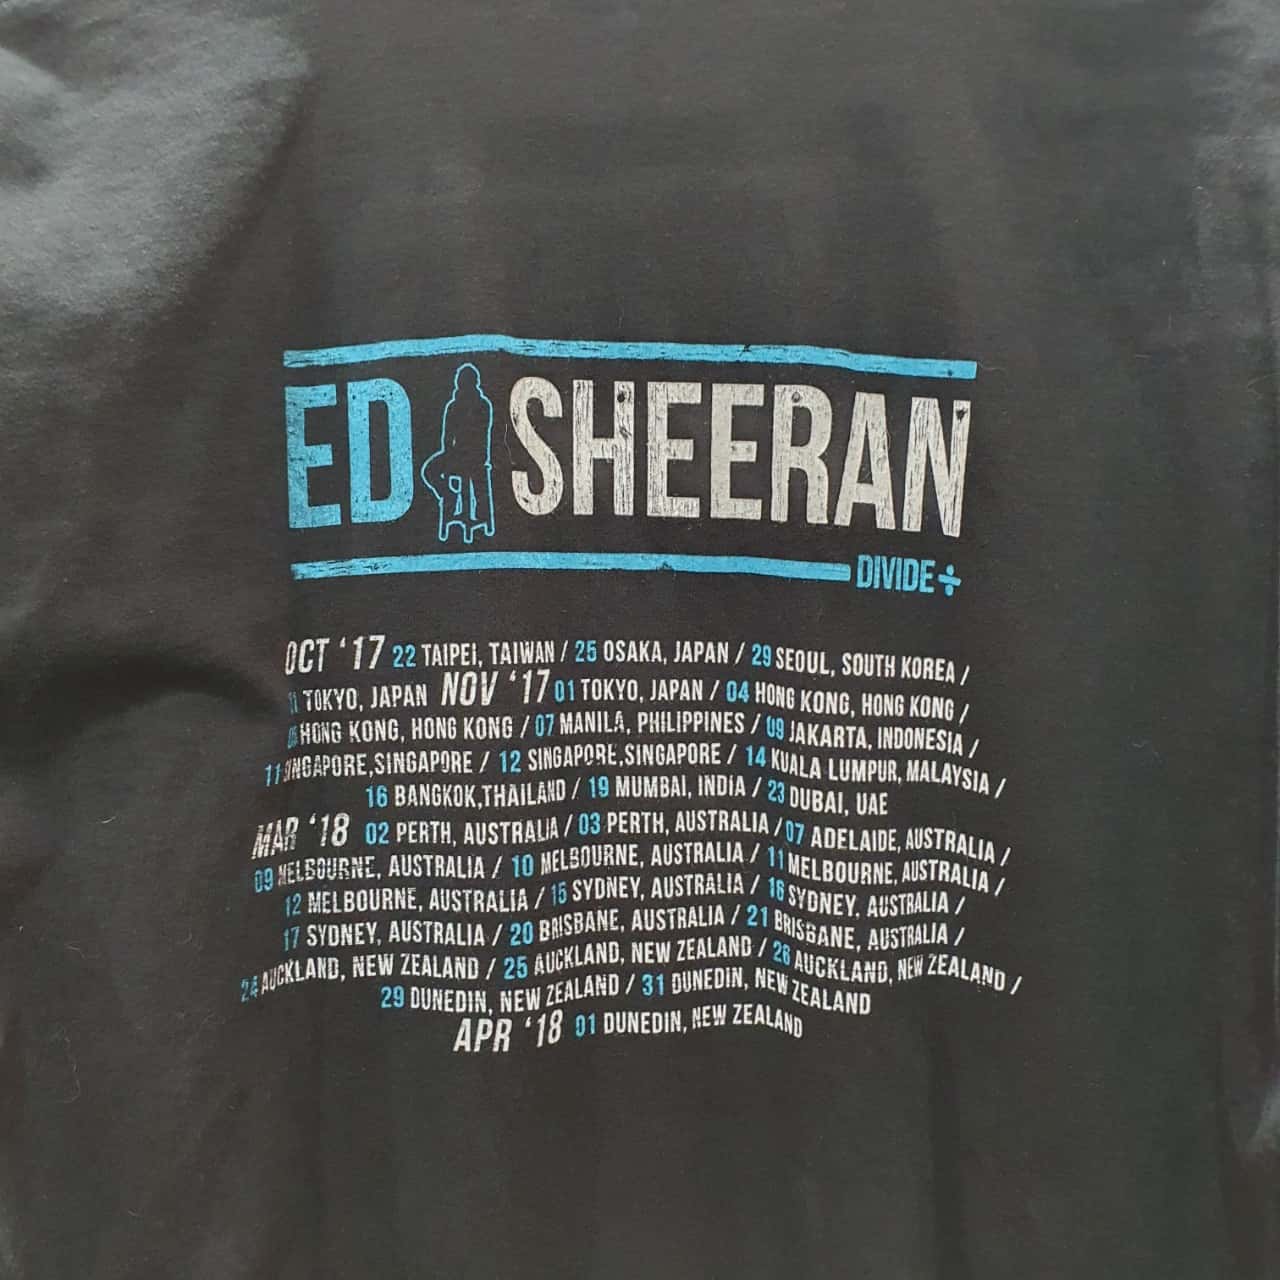 ED SHEERAN
DIVIDE ÷
OCT '17 22 TAIPEI, TAIWAN / 25 OSAKA, JAPAN / 29 SEOUL, SOUTH KOREA /
TOKYO, JAPAN NOV '17 01 TOKYO, JAPAN / 04 HONG KONG, HONG KONG /
HONG KONG, HONG KONG / 07 MANILA, PHILIPPINES / 09 JAKARTA, INDONESIA /
11 SINGAPORE,SINGAPORE / 12 SINGAPORE,SINGAPORE / 14 KUALA LUMPUR, MALAYSIA /
16 BANGKOK,THAILAND / 19 MUMBAI, INDIA / 23 DUBAI, UAE
MAR '18 02 PERTH, AUSTRALIA / 03 PERTH, AUSTRALIA / 07 ADELAIDE, AUSTRALIA /
09 MELBOURNE, AUSTRALIA / 10 MELBOURNE, AUSTRALIA / 11 MELBOURNE, AUSTRALIA /
12 MELBOURNE, AUSTRALIA / 15 SYDNEY, AUSTRALIA / 16 SYDNEY, AUSTRALIA /
17 SYDNEY, AUSTRALIA / 20 BRISBANE, AUSTRALIA / 21 BRISBANE, AUSTRALIA /
24 AUCKLAND, NEW ZEALAND / 25 AUCKLAND, NEW ZEALAND / 26 AUCKLAND, NEW ZEALAND /
29 DUNEDIN, NEW ZEALAND / 31 DUNEDIN, NEW ZEALAND
APR '18 01 DUNEDIN, NEW ZEALAND